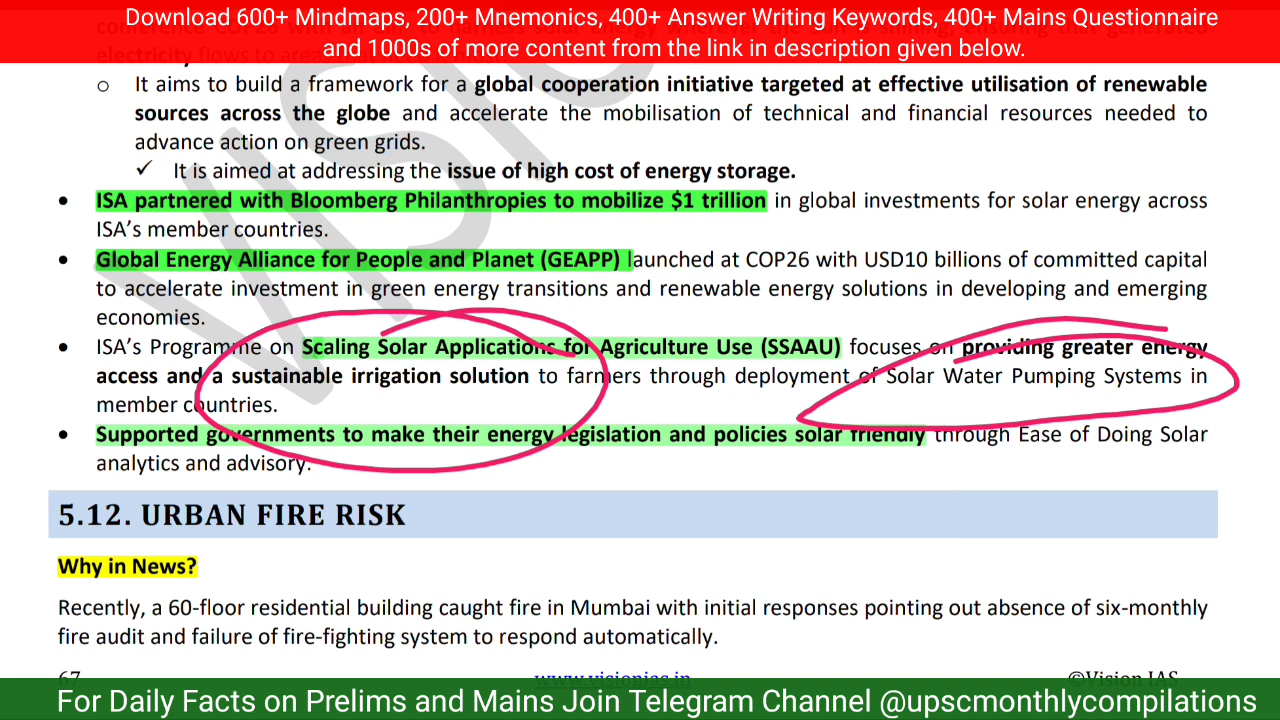 Download 600+ Mindmaps, 200+ Mnemonics, 400+ Answer Writing Keywords, 400+ Mains Questionnaire
and 1000s of more content from the link in description given below.
electricity flows to
o It aims to build a framework for a global cooperation initiative targeted at effective utilisation of renewable
sources across the globe and accelerate the mobilisation of technical and financial resources needed to
advance action on green grids.
✓ It is aimed at addressing the issue of high cost of energy storage.
• ISA partnered with Bloomberg Philanthropies to mobilize $1 trillion in global investments for solar energy across
ISA’s member countries.
• Global Energy Alliance for People and Planet (GEAPP) launched at COP26 with USD10 billions of committed capital
to accelerate investment in green energy transitions and renewable energy solutions in developing and emerging
economies.
• ISA’s Programme on Scaling Solar Applications for Agriculture Use (SSAAU) focuses on providing greater energy
access and a sustainable irrigation solution to farmers through deployment of Solar Water Pumping Systems in
member countries.
• Supported governments to make their energy legislation and policies solar friendly through Ease of Doing Solar
analytics and advisory.
5.12. URBAN FIRE RISK
Why in News?
Recently, a 60-floor residential building caught fire in Mumbai with initial responses pointing out absence of six-monthly
fire audit and failure of fire-fighting system to respond automatically.
67 www.visionias.in ©Vision IAS
For Daily Facts on Prelims and Mains Join Telegram Channel @upscmonthlycompilations